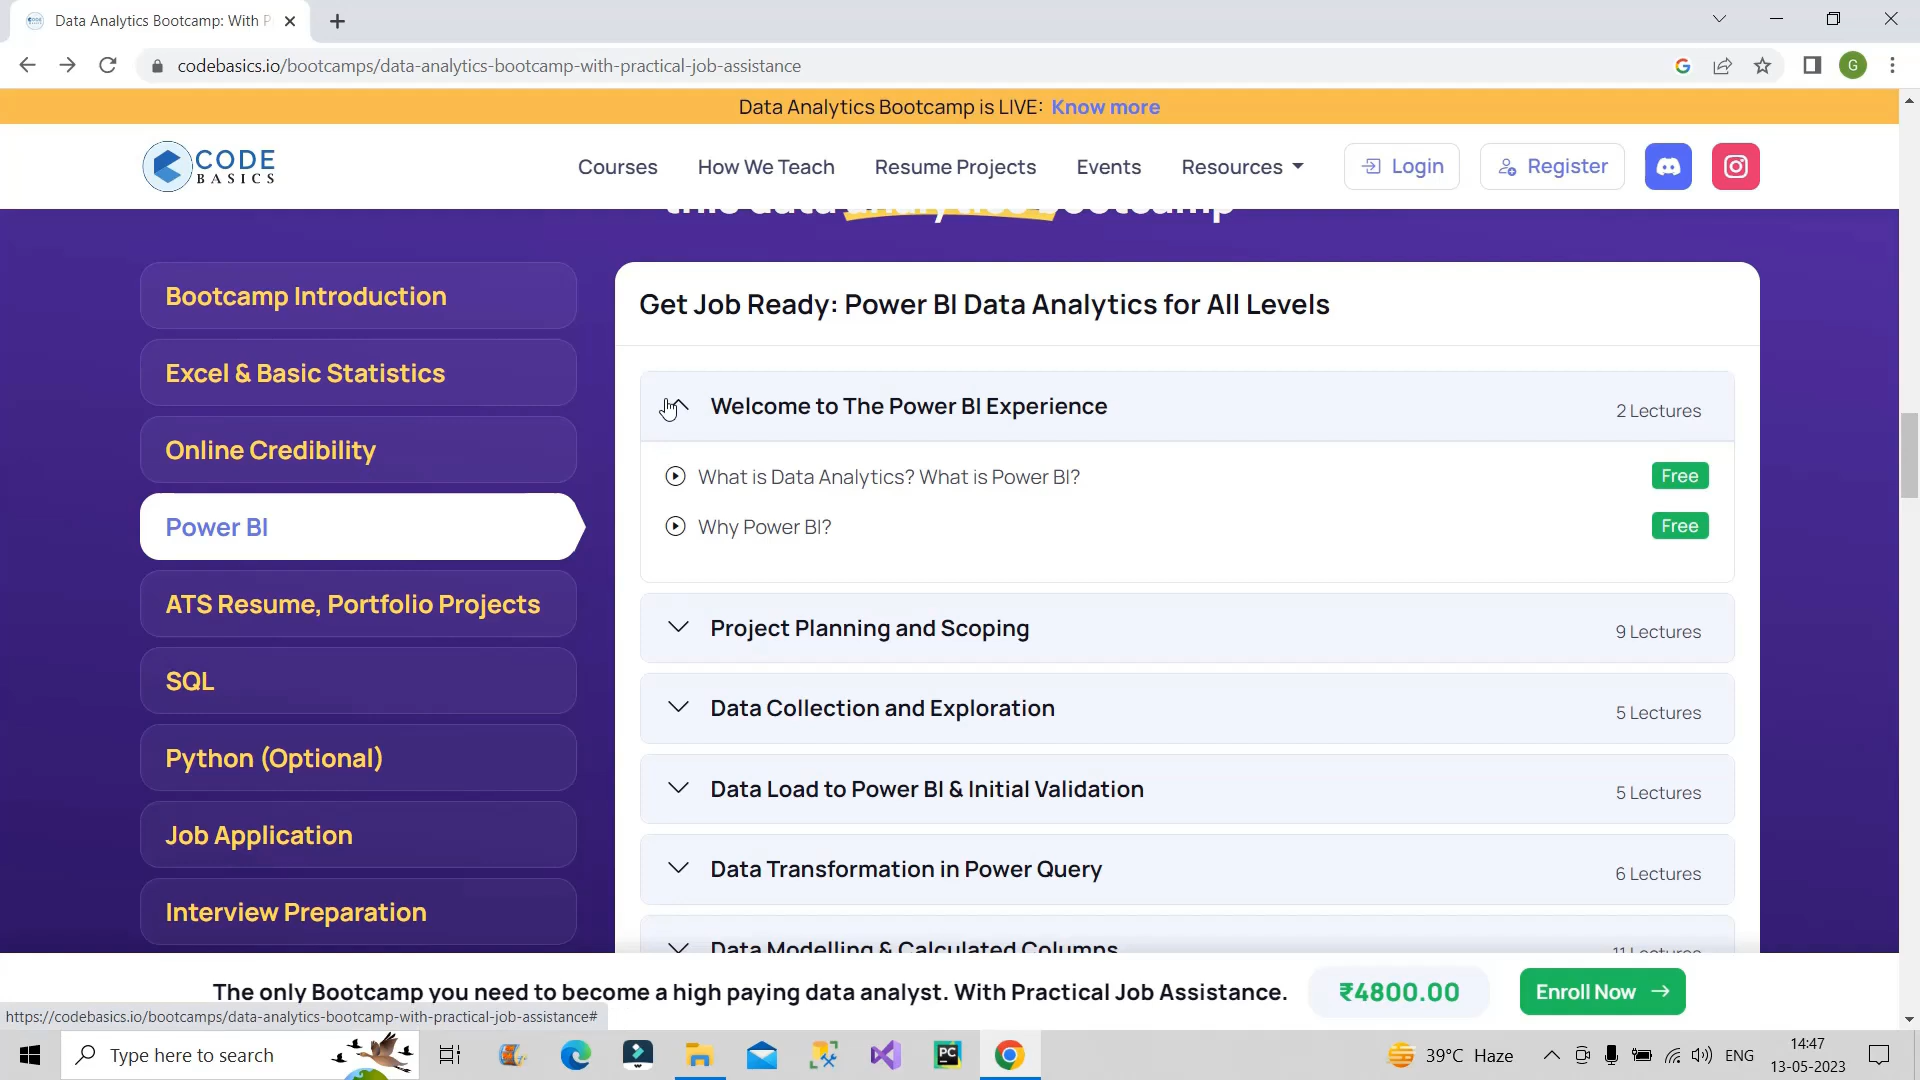 Data Analytics Bootcamp: With P
codebasics.io/bootcamps/data-analytics-bootcamp-with-practical-job-assistance
G
Data Analytics Bootcamp is LIVE: Know more
CODE
BASICS
Courses
How We Teach
Resume Projects
Events
Resources
Login
Register
this data analytics bootcamp
Bootcamp Introduction
Excel & Basic Statistics
Online Credibility
Power BI
ATS Resume, Portfolio Projects
SQL
Python (Optional)
Job Application
Interview Preparation
Get Job Ready: Power BI Data Analytics for All Levels
Welcome to The Power BI Experience
2 Lectures
What is Data Analytics? What is Power BI?
Free
Why Power BI?
Free
Project Planning and Scoping
9 Lectures
Data Collection and Exploration
5 Lectures
Data Load to Power BI & Initial Validation
5 Lectures
Data Transformation in Power Query
6 Lectures
Data Modelling & Calculated Columns
11 Lectures
The only Bootcamp you need to become a high paying data analyst. With Practical Job Assistance.
₹4800.00
Enroll Now
https://codebasics.io/bootcamps/data-analytics-bootcamp-with-practical-job-assistance#
Type here to search
PC
39°C Haze
ENG
14:47
13-05-2023